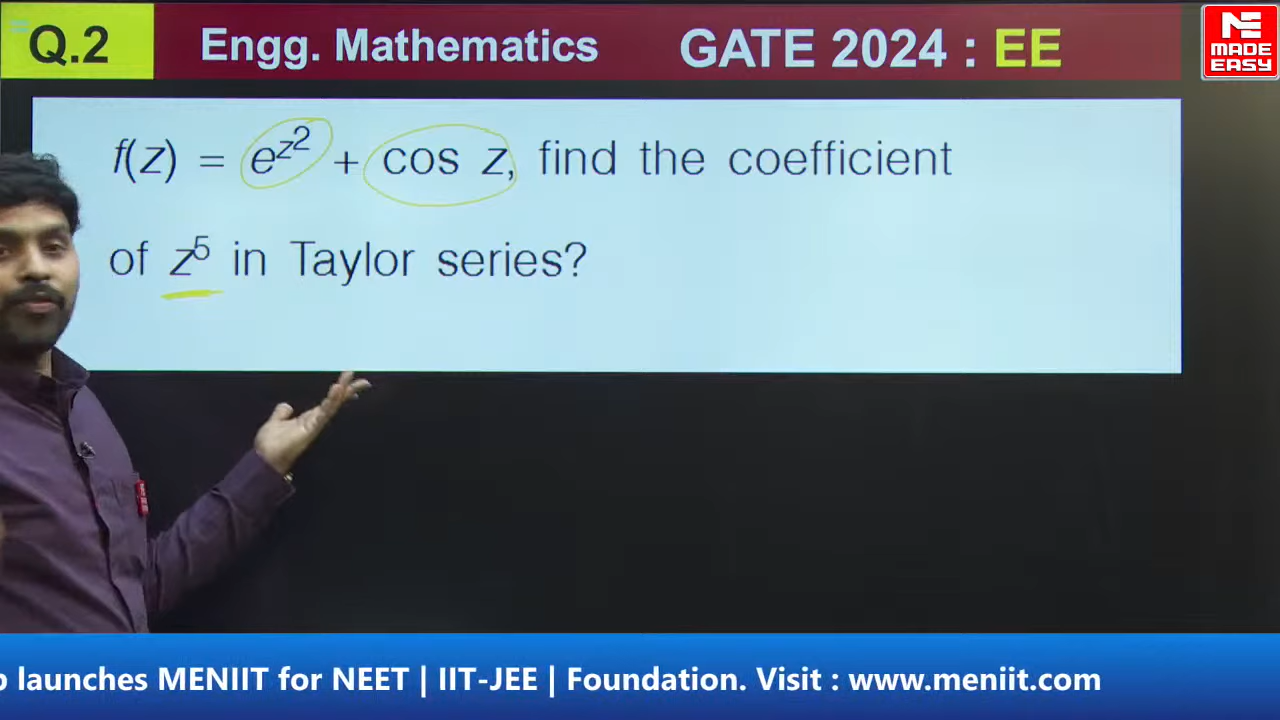 Q.2
Engg. Mathematics
GATE 2024 : EE
ME
MADE
EASY
f(z) = e^{z^2} + cos z, find the coefficient
of z^5 in Taylor series?
launches MENIIT for NEET | IIT-JEE | Foundation. Visit : www.meniit.com